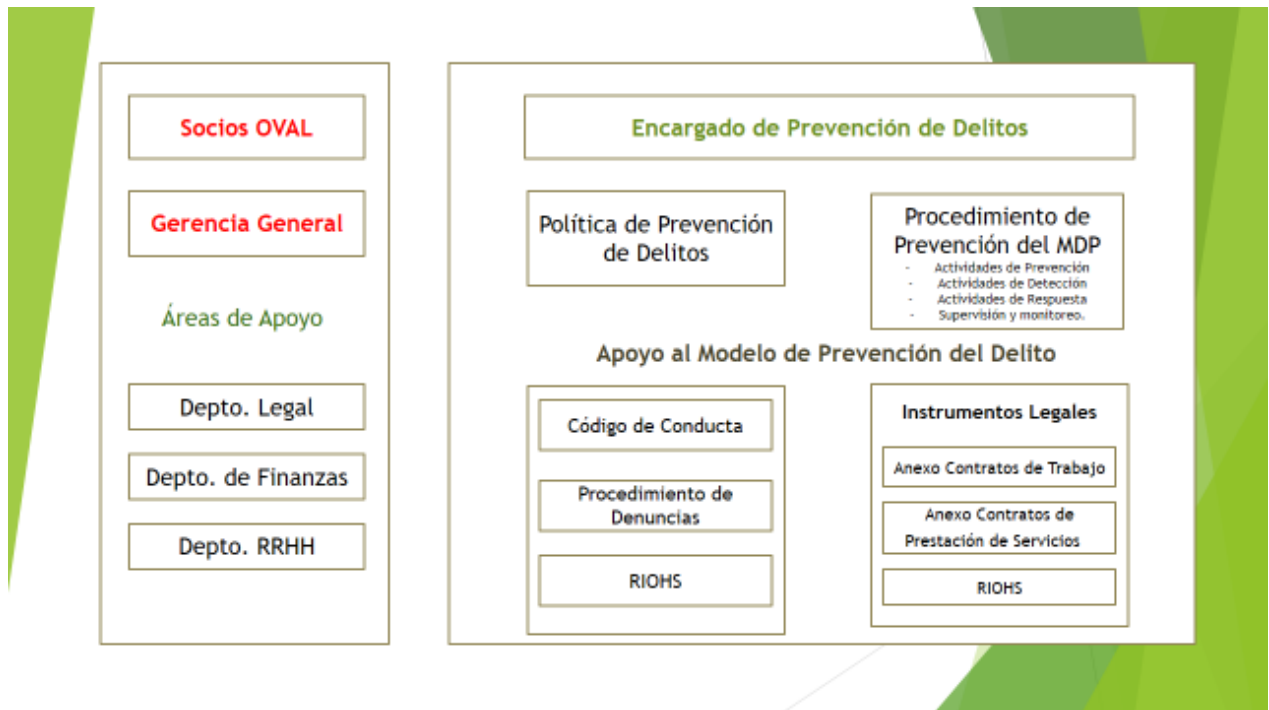 Socios OVAL
Gerencia General
Áreas de Apoyo
Depto. Legal
Depto. de Finanzas
Depto. RRHH
Encargado de Prevención de Delitos
Política de Prevención
de Delitos
Procedimiento de
Prevención del MDP
- Actividades de Prevención
- Actividades de Detección
- Actividades de Respuesta
- Supervisión y monitoreo.
Apoyo al Modelo de Prevención del Delito
Código de Conducta
Procedimiento de
Denuncias
RIOHS
Instrumentos Legales
Anexo Contratos de Trabajo
Anexo Contratos de
Prestación de Servicios
RIOHS